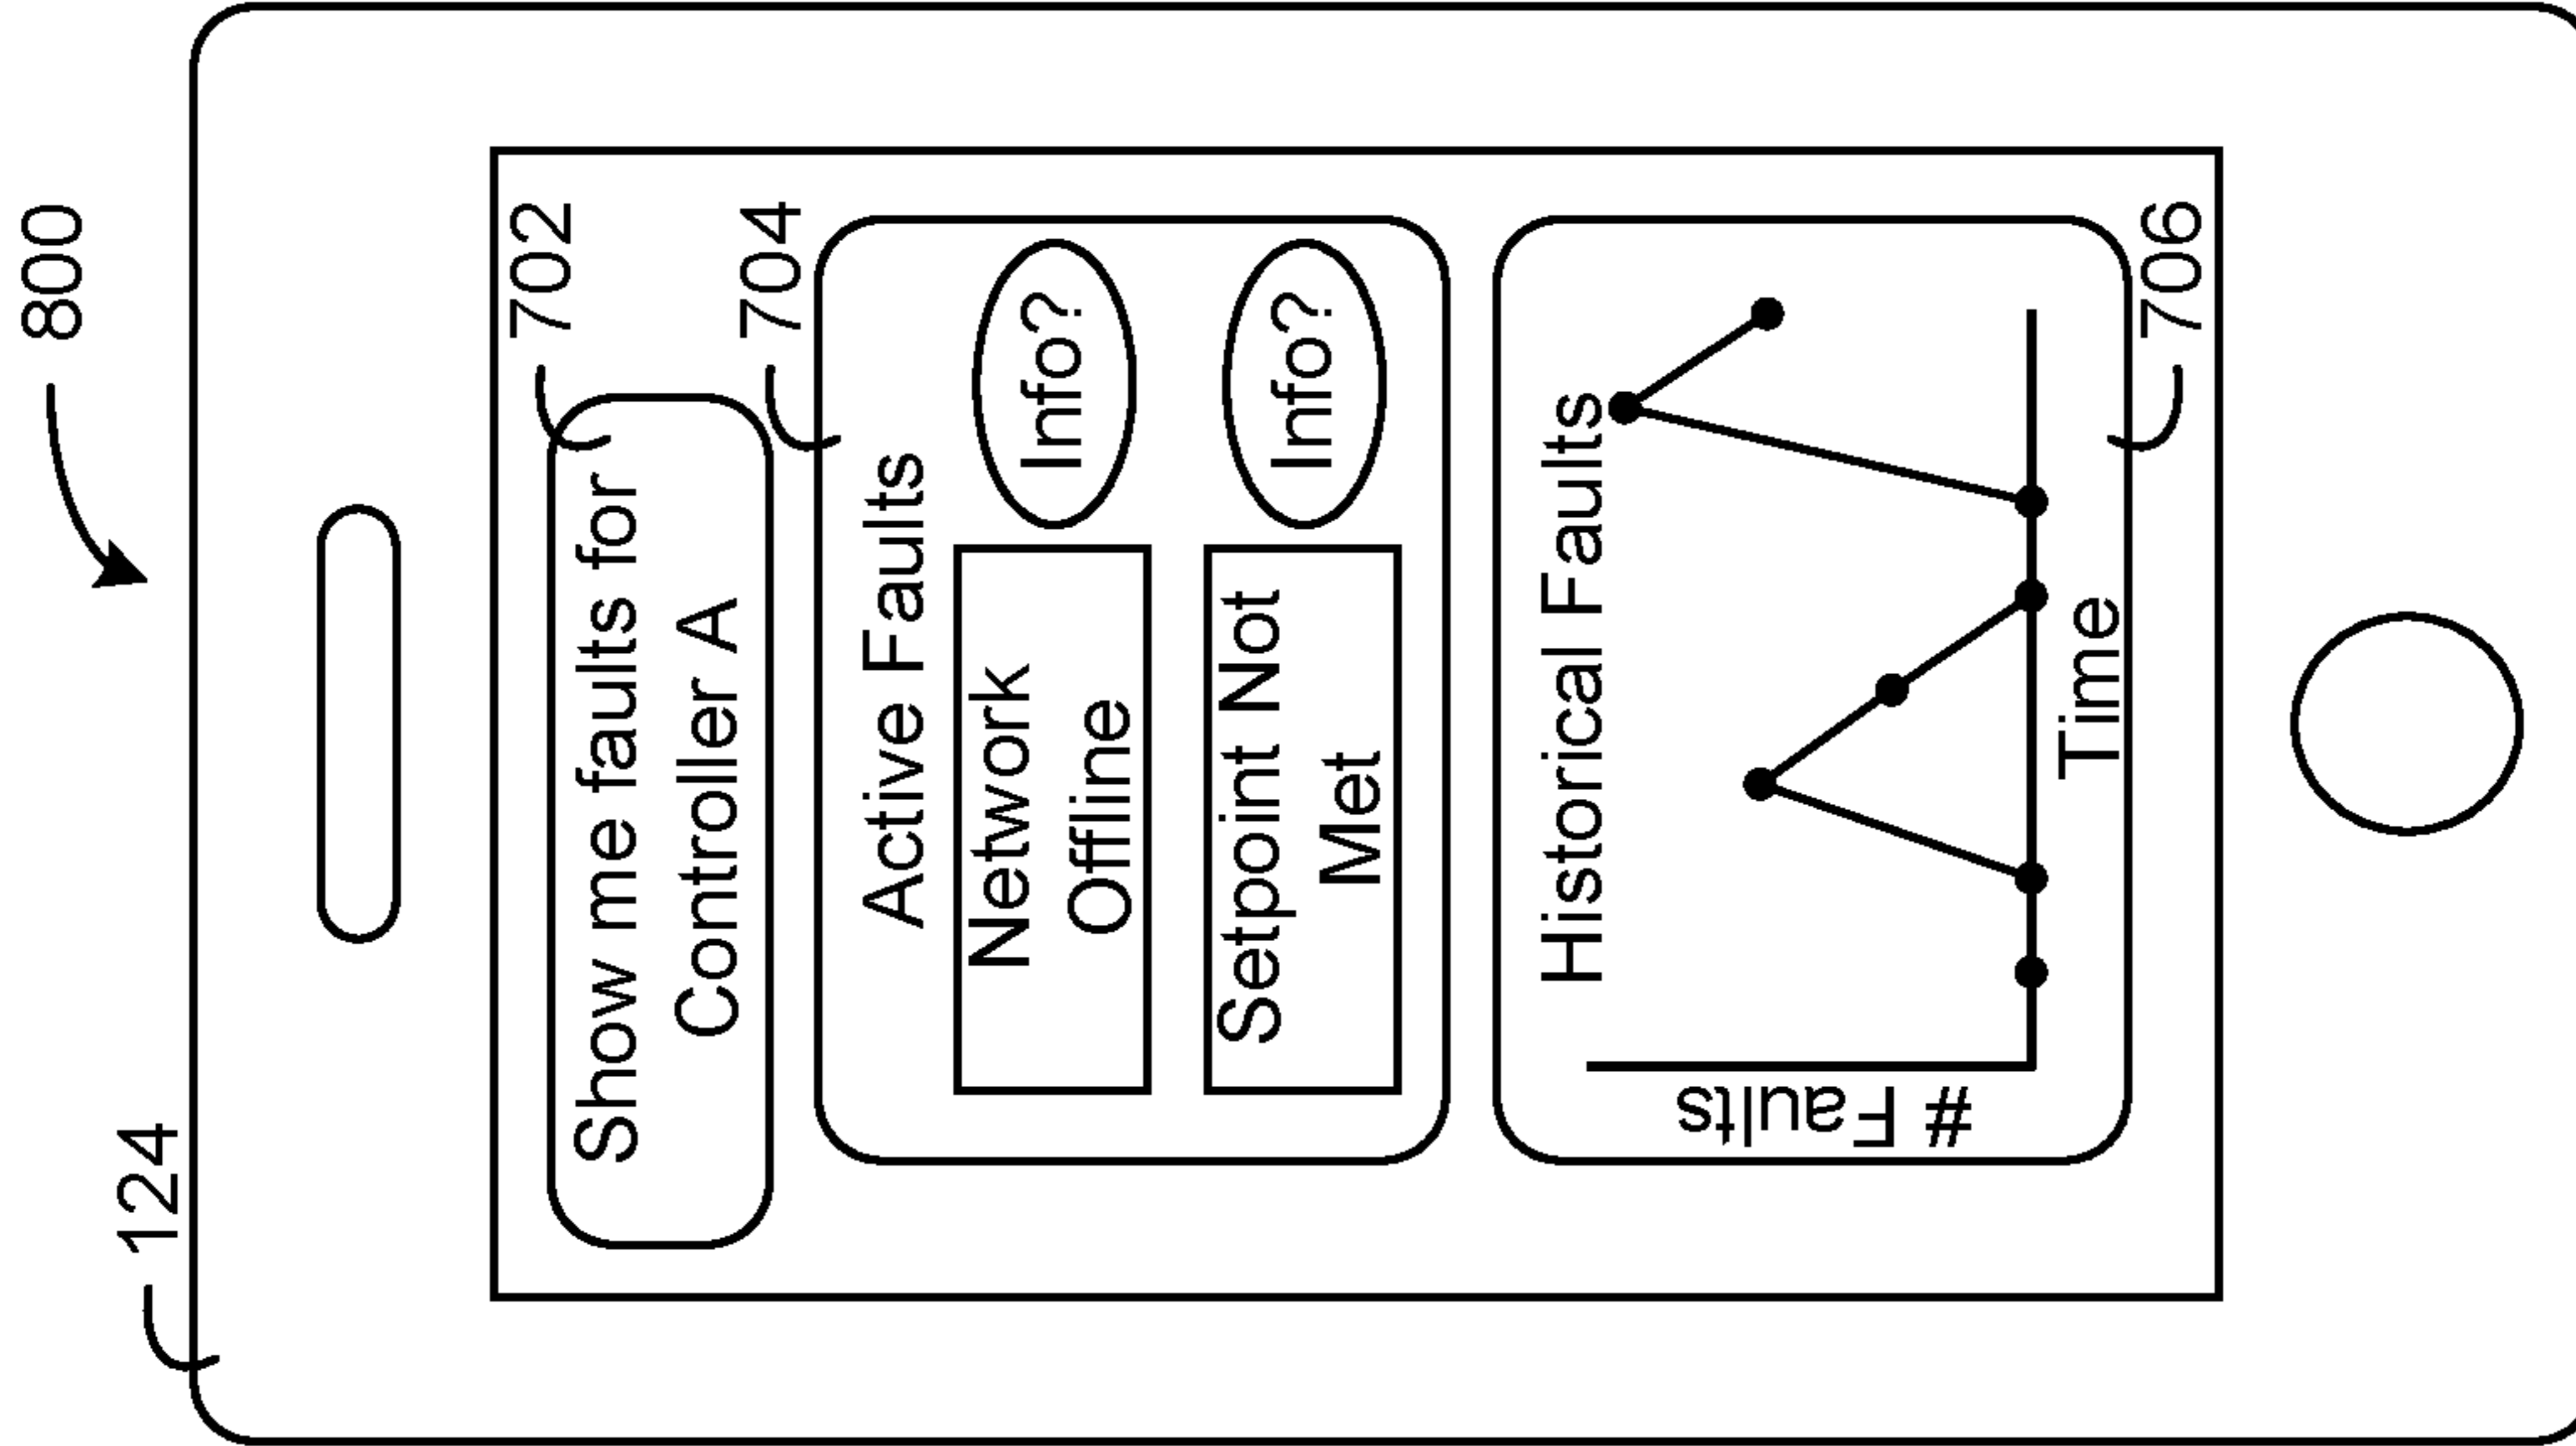 800
124
702
Show me faults for
Controller A
704
Active Faults
Network
Offline
Info?
Setpoint Not
Met
Info?
Historical Faults
# Faults
Time
706